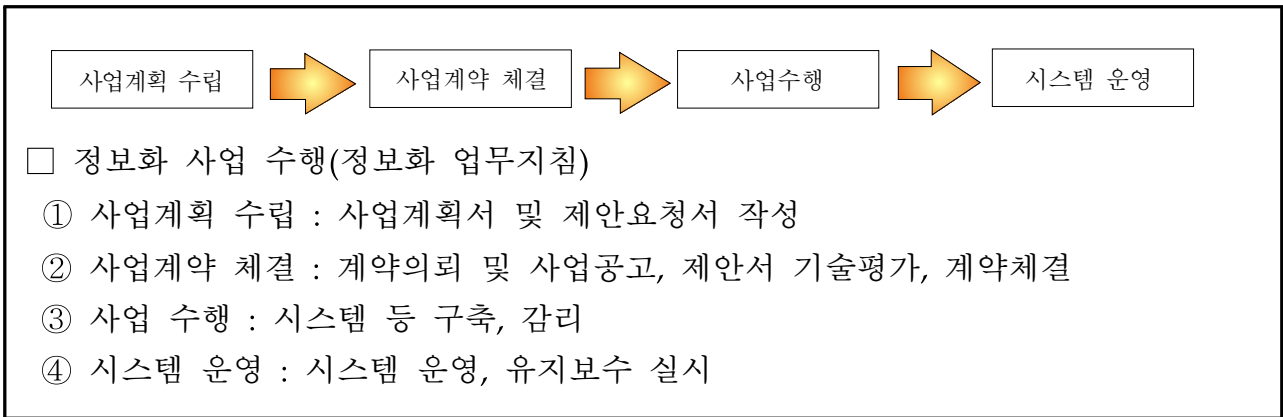 사업계획 수립
사업계약 체결
사업수행
시스템 운영
□ 정보화 사업 수행(정보화 업무지침)
① 사업계획 수립 : 사업계획서 및 제안요청서 작성
② 사업계약 체결 : 계약의뢰 및 사업공고, 제안서 기술평가, 계약체결
③ 사업 수행 : 시스템 등 구축, 감리
④ 시스템 운영 : 시스템 운영, 유지보수 실시